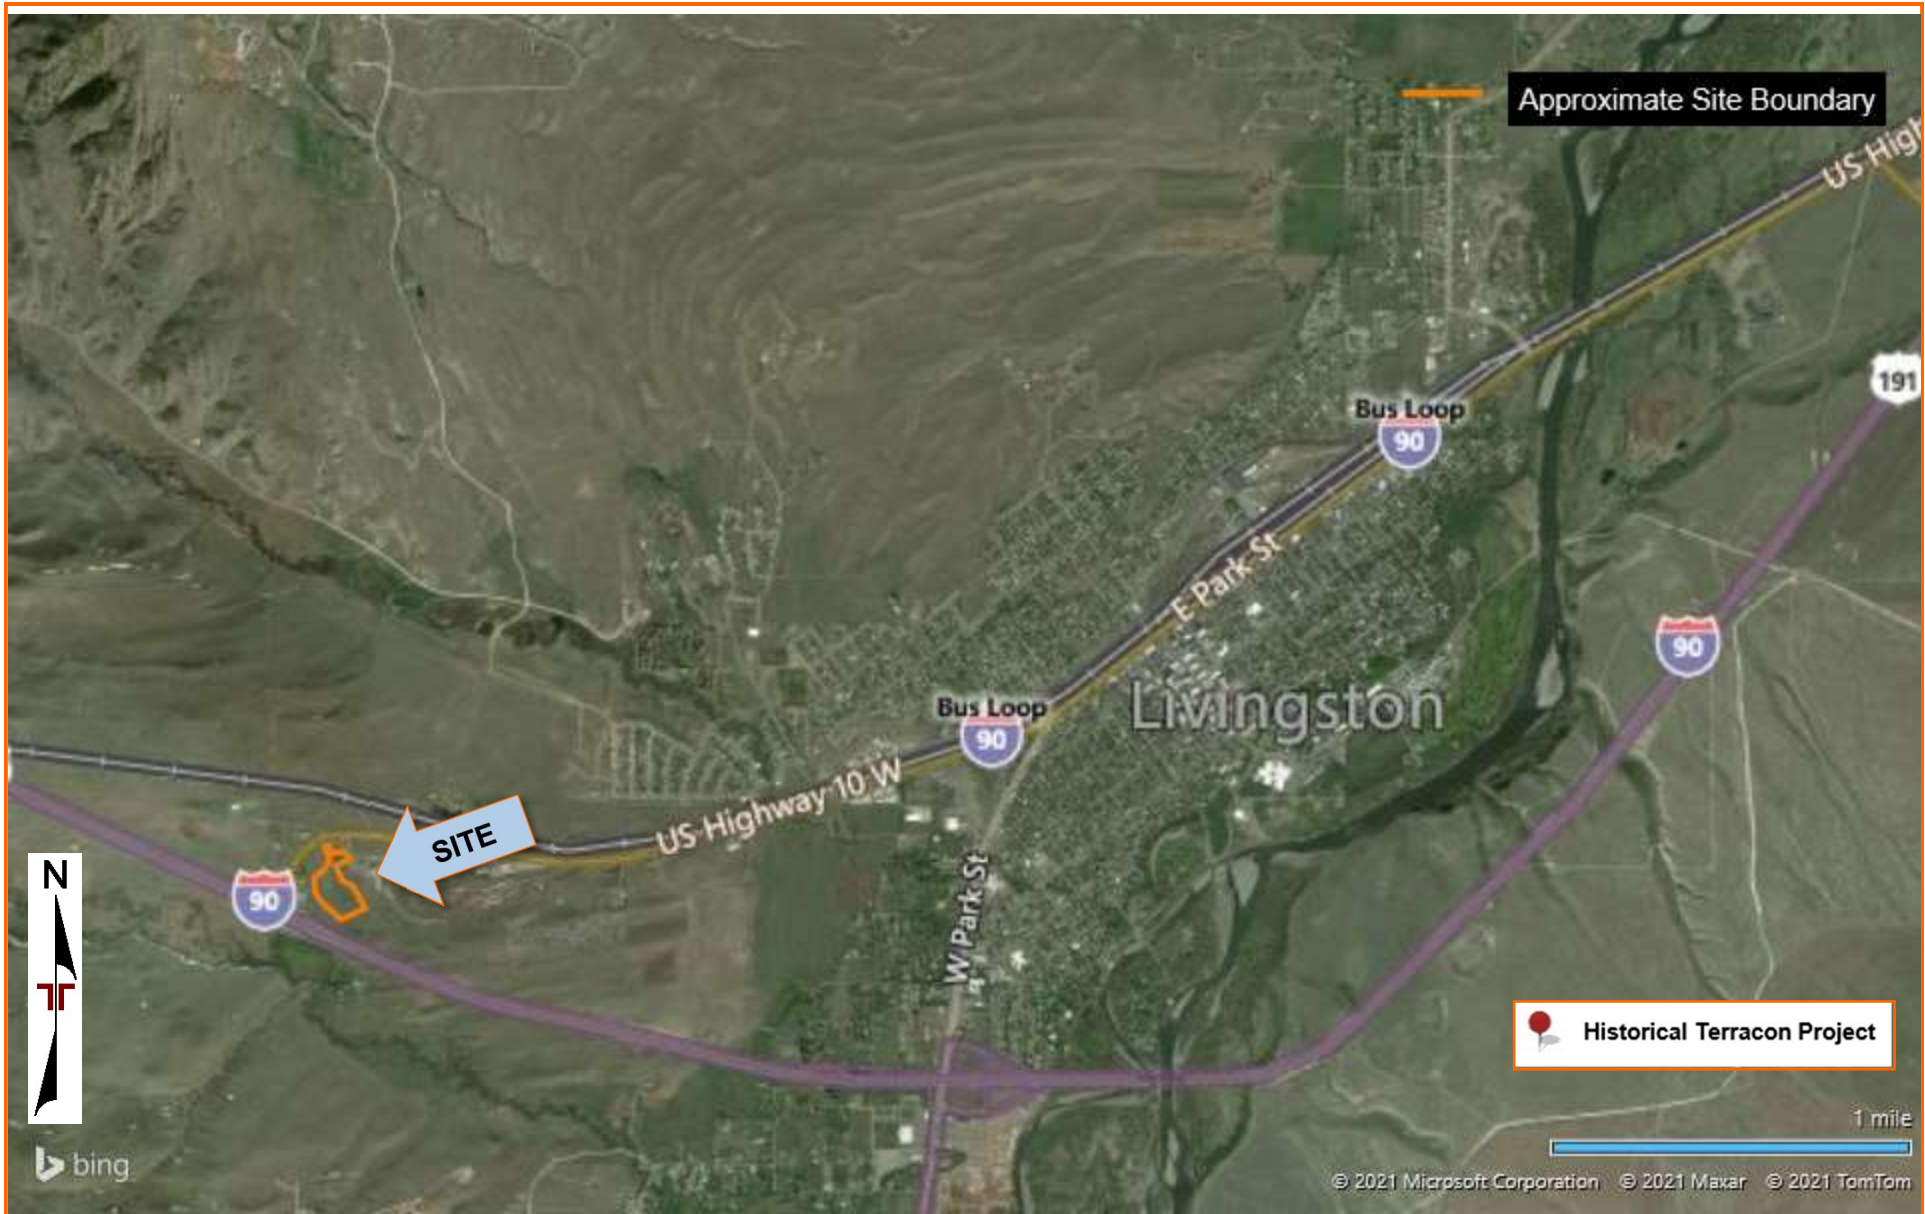 Approximate Site Boundary
US High
191
Bus Loop
90
E Park St
90
Bus Loop
90
Livingston
US Highway 10 W
SITE
90
N
W Park St
Historical Terracon Project
1 mile
bing
© 2021 Microsoft Corporation © 2021 Maxar © 2021 TomTom